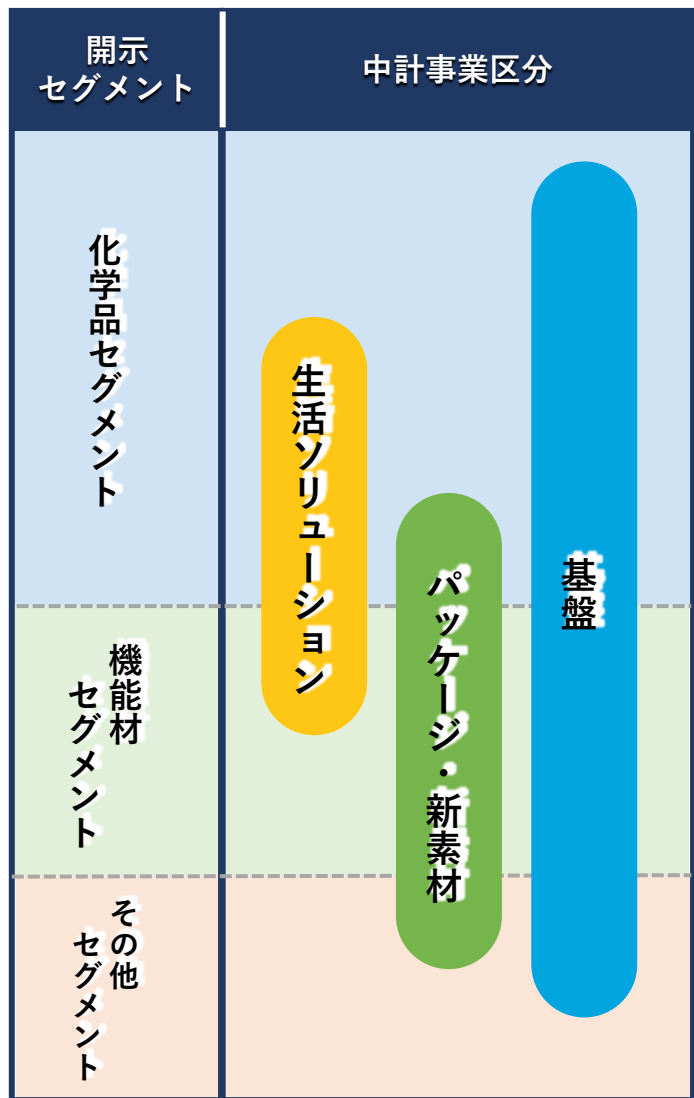 開示
セグメント
中計事業区分
化学品セグメント
機能材
セグメント
その他
セグメント
生活ソリューション
パッケージ・新素材
基盤